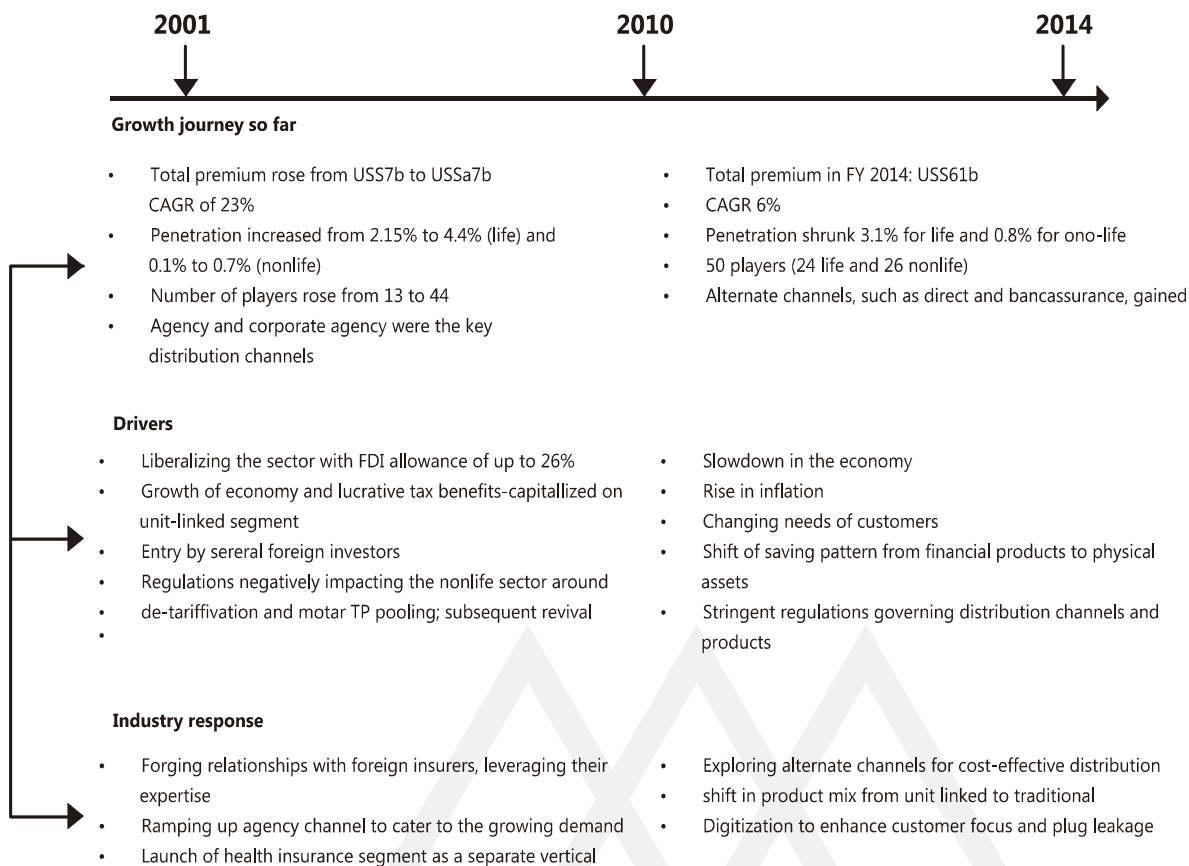 2001
2010
2014
Growth journey so far
• Total premium rose from USS7b to USSa7b
CAGR of 23%
• Penetration increased from 2.15% to 4.4% (life) and
0.1% to 0.7% (nonlife)
• Number of players rose from 13 to 44
• Agency and corporate agency were the key
distribution channels
• Total premium in FY 2014: USS61b
• CAGR 6%
• Penetration shrunk 3.1% for life and 0.8% for ono-life
• 50 players (24 life and 26 nonlife)
• Alternate channels, such as direct and bancassurance, gained
Drivers
• Liberalizing the sector with FDI allowance of up to 26%
• Growth of economy and lucrative tax benefits-capitallized on
unit-linked segment
• Entry by sereral foreign investors
• Regulations negatively impacting the nonlife sector around
• de-tariffivation and motar TP pooling; subsequent revival
•
• Slowdown in the economy
• Rise in inflation
• Changing needs of customers
• Shift of saving pattern from financial products to physical
assets
• Stringent regulations governing distribution channels and
products
Industry response
• Forging relationships with foreign insurers, leveraging their
expertise
• Ramping up agency channel to cater to the growing demand
• Launch of health insurance segment as a separate vertical
• Exploring alternate channels for cost-effective distribution
• shift in product mix from unit linked to traditional
• Digitization to enhance customer focus and plug leakage